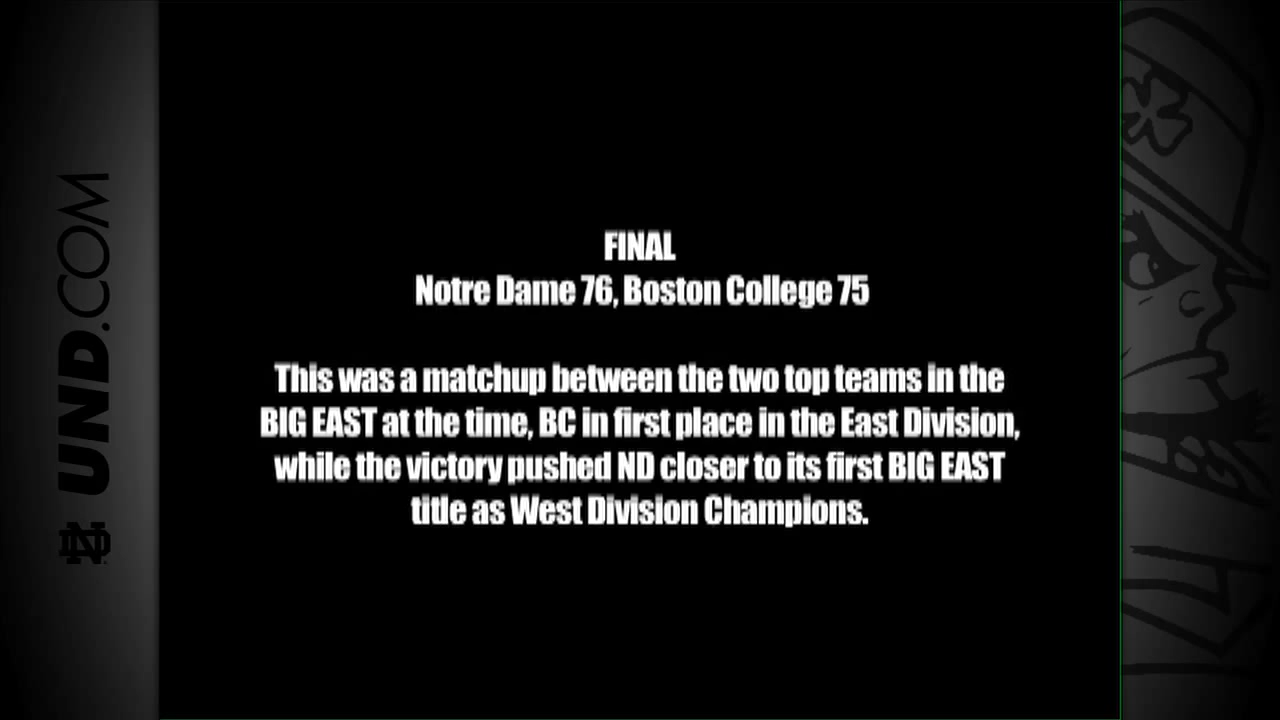 FINAL
Notre Dame 76, Boston College 75
This was a matchup between the two top teams in the
BIG EAST at the time, BC in first place in the East Division,
while the victory pushed ND closer to its first BIG EAST
title as West Division Champions.
ND UND.COM